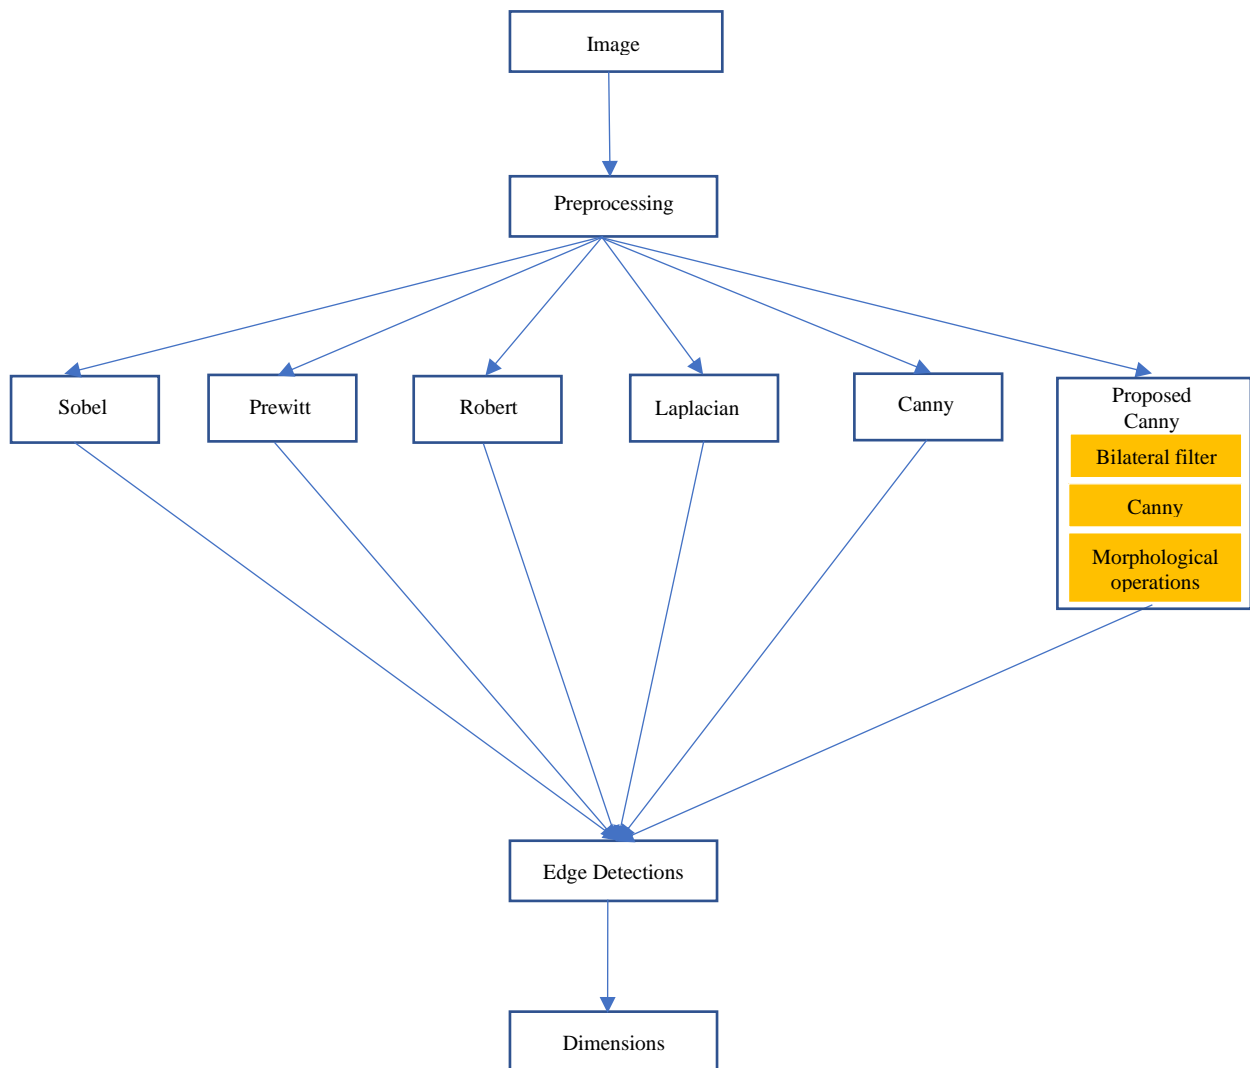 Image
Preprocessing
Sobel
Prewitt
Robert
Laplacian
Canny
Proposed
Canny
Bilateral filter
Canny
Morphological
operations
Edge Detections
Dimensions